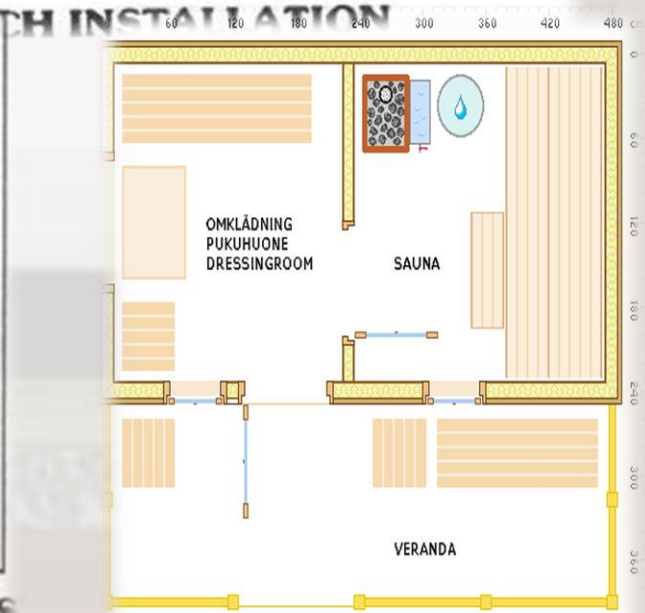 CH INSTALLATION
60 120 180 240 300 360 420 480
0
60
120
180
240
300
360
OMKLÄDNING
PUKUHUONE
DRESSINGROOM
SAUNA
VERANDA